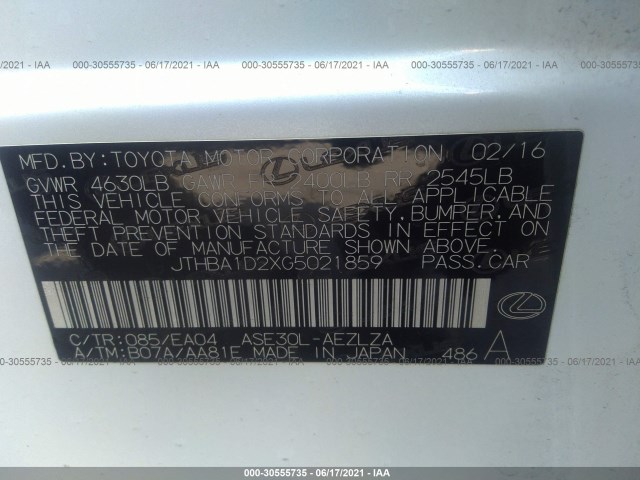 000-30555735 - 06/17/2021 - IAA
MFD. BY: TOYOTA MOTOR CORPORATION 02/16
GVWR 4630LB GAWR 2400LB RR 2545LB
THIS VEHICLE CONFORMS TO ALL APPLICABLE
FEDERAL MOTOR VEHICLE SAFETY, BUMPER, AND
THEFT PREVENTION STANDARDS IN EFFECT
ON THE DATE OF MANUFACTURE SHOWN ABOVE.
JTHBA1D2XG5021859 PASS. CAR
C/TR: 085/EA04 ASE30L-AEZLZA
A/TM: B07A/AA81E MADE IN JAPAN 486 A
000-30555735 - 06/17/2021 - IAA